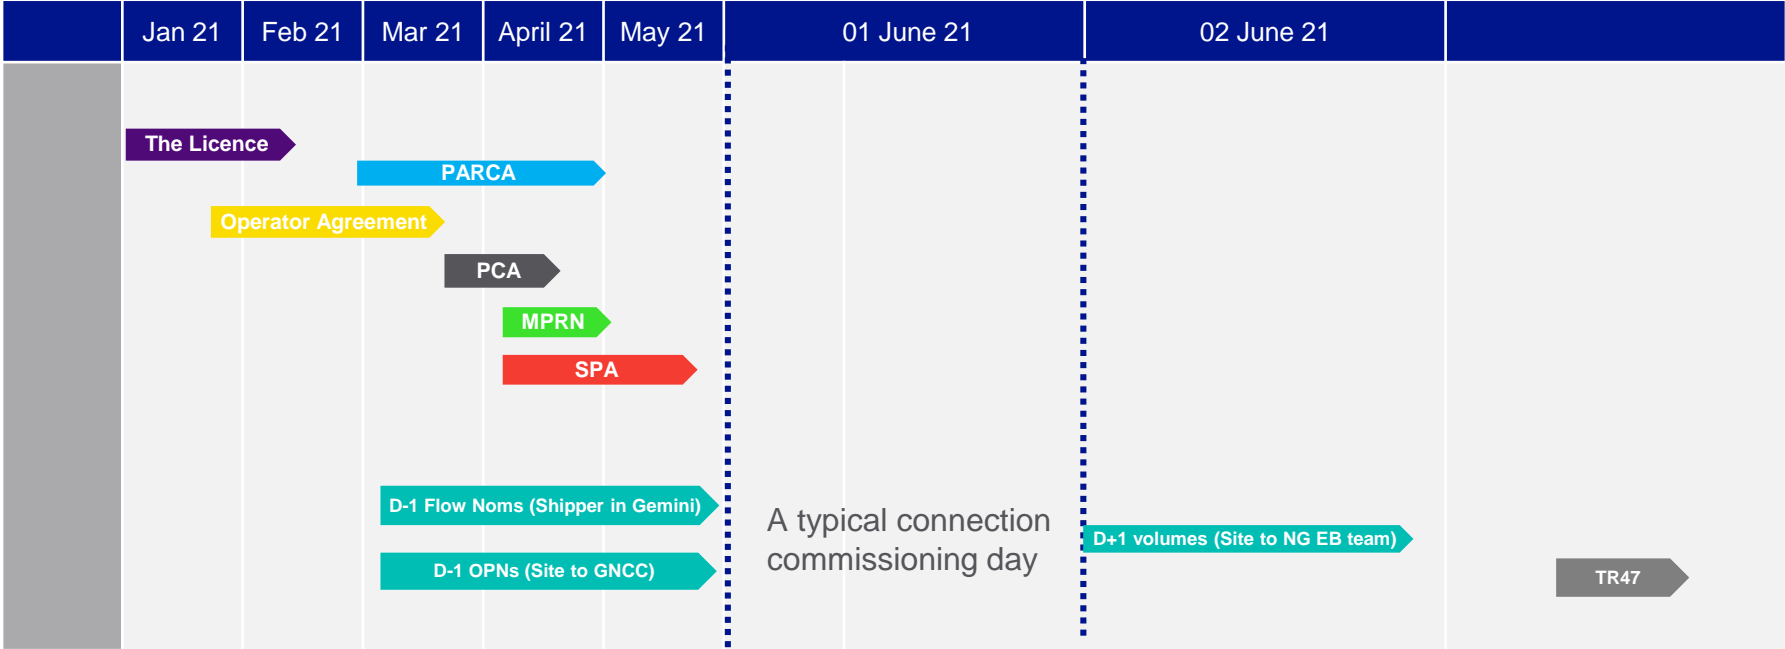 Jan 21
Feb 21
Mar 21
April 21
May 21
01 June 21
02 June 21
The Licence
PARCA
Operator Agreement
PCA
MPRN
SPA
D-1 Flow Noms (Shipper in Gemini)
A typical connection
commissioning day
D+1 volumes (Site to NG EB team)
D-1 OPNs (Site to GNCC)
TR47